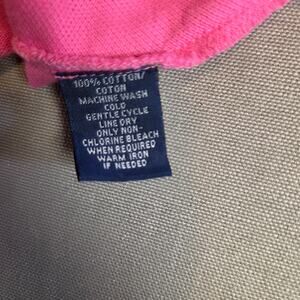 100% COTTON/
COTON
MACHINE WASH
COLD
GENTLE CYCLE
LINE DRY
ONLY NON-
CHLORINE BLEACH
WHEN REQUIRED
WARM IRON
IF NEEDED